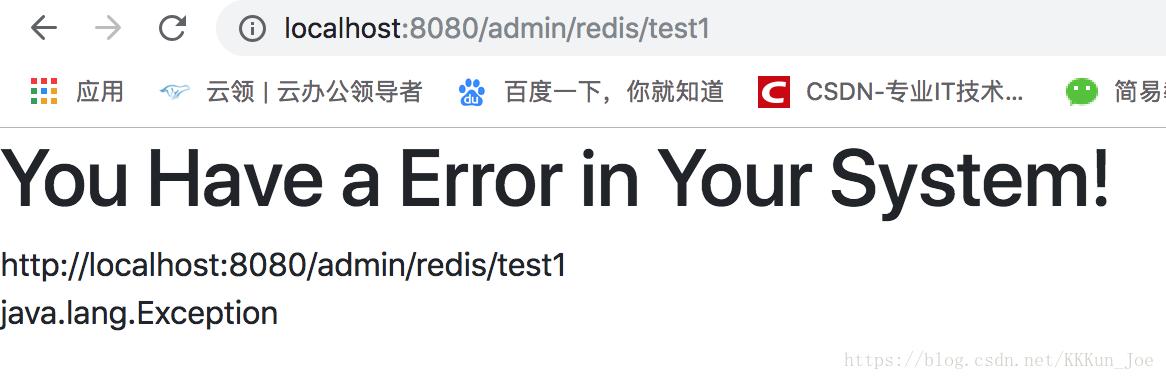 localhost:8080/admin/redis/test1
应用 云领 | 云办公领导者 百度一下，你就知道 CSDN-专业IT技术... 简易
You Have a Error in Your System!
http://localhost:8080/admin/redis/test1
java.lang.Exception
https://blog.csdn.net/KKKun_Joe